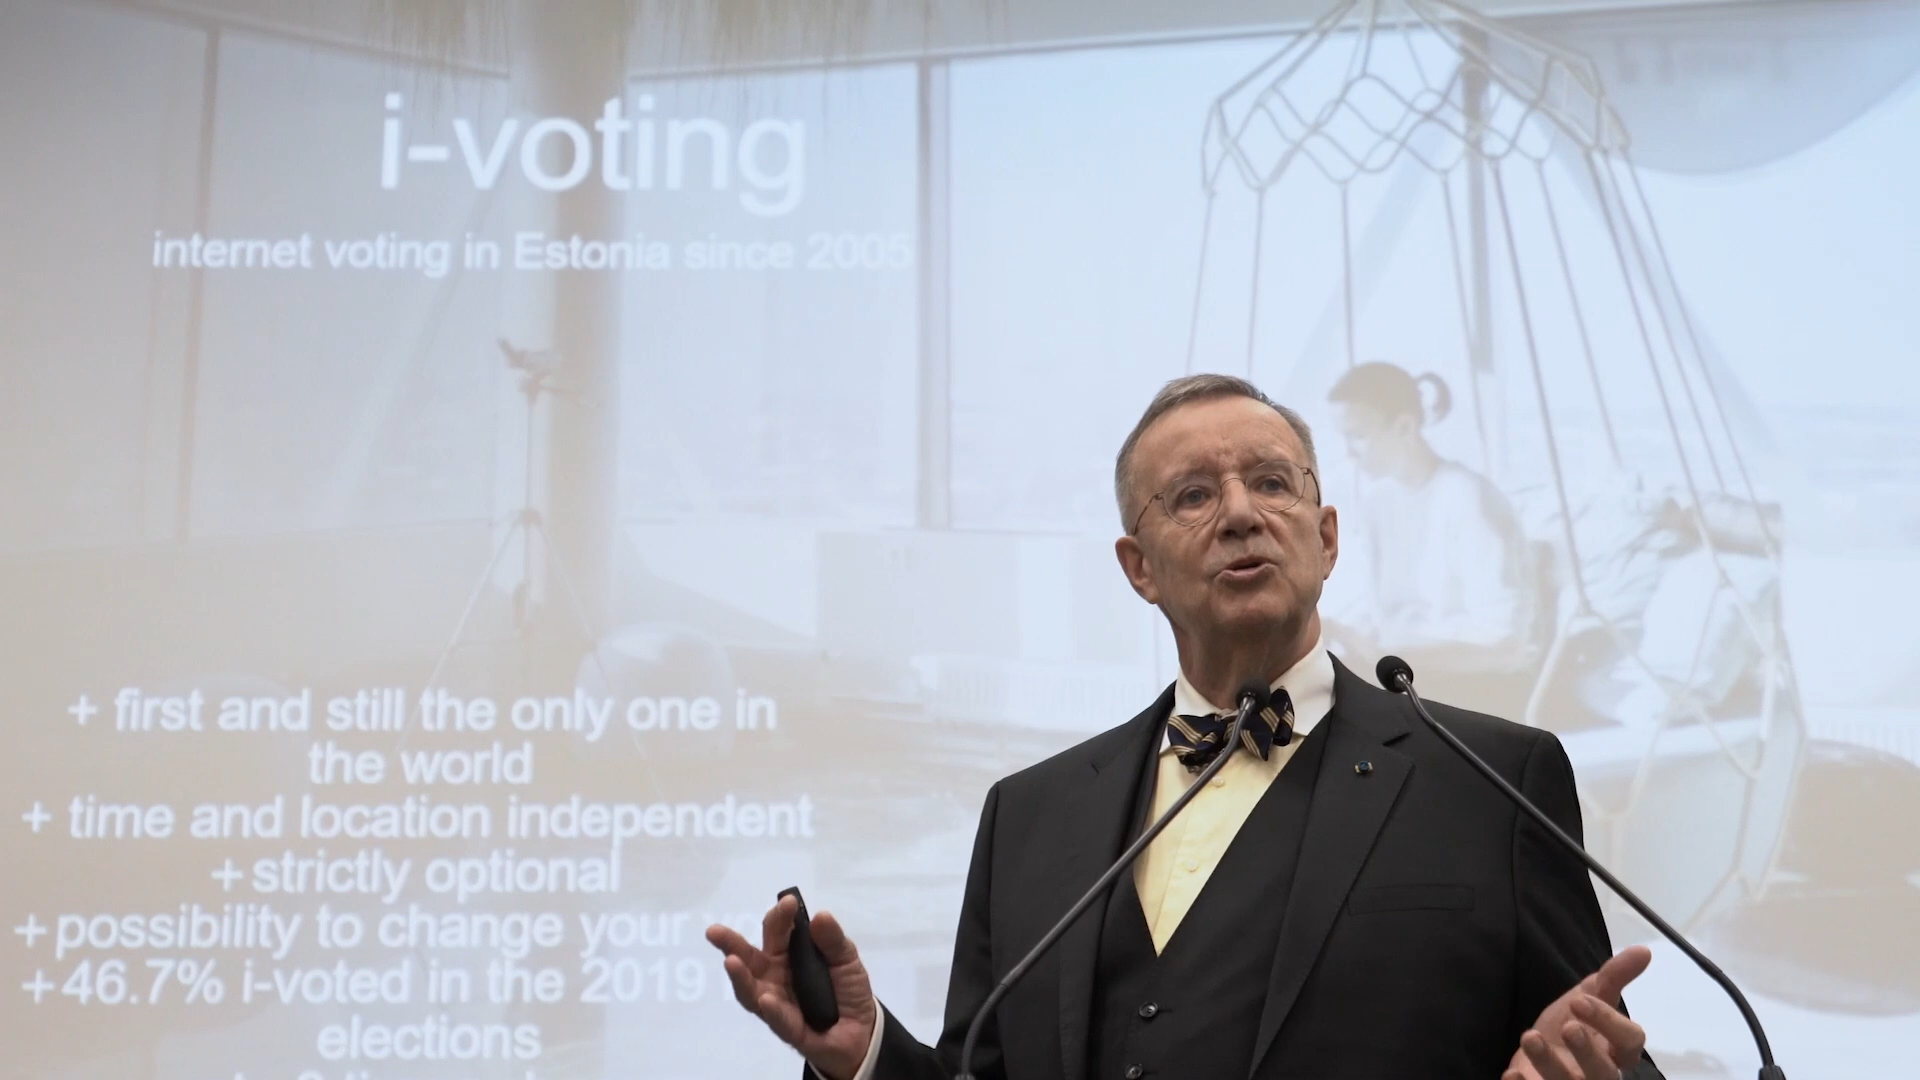 i-voting
internet voting in Estonia since 2005
+ first and still the only one in
the world
+ time and location independent
+ strictly optional
+ possibility to change your
+ 46.7% i-voted in the 2019
elections